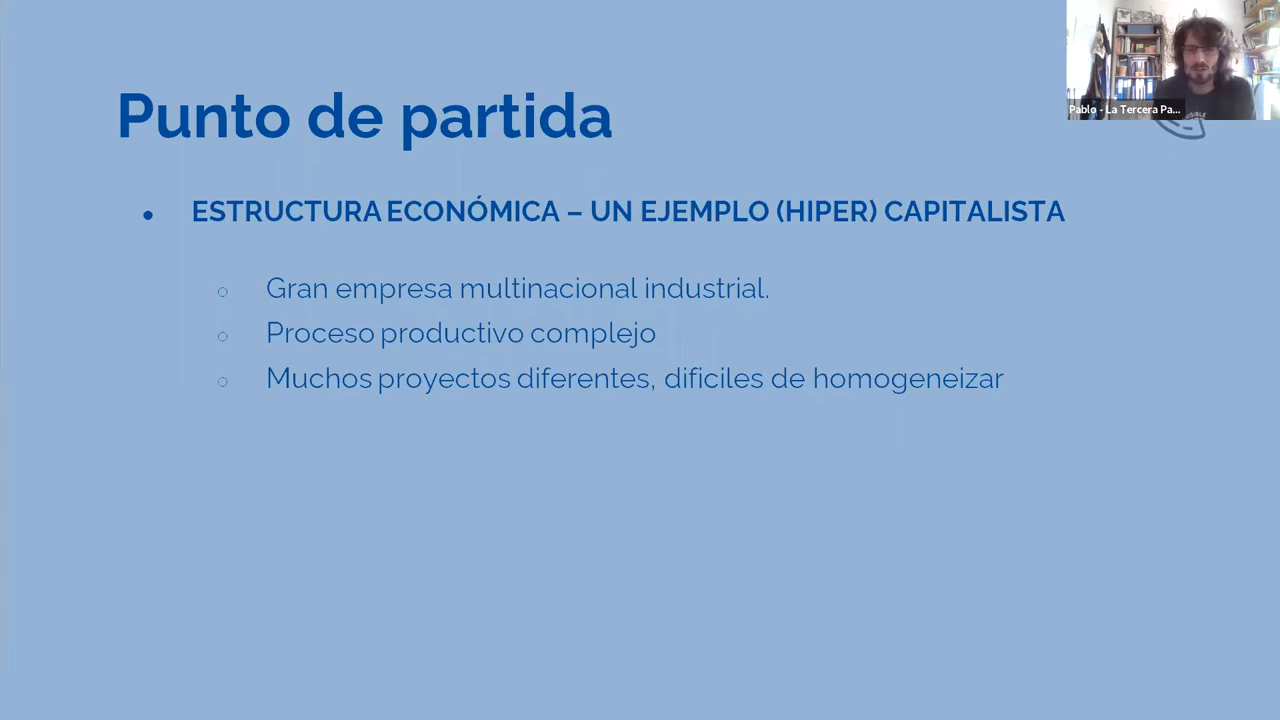 Punto de partida
Pablo - La Tercera Pa...
• ESTRUCTURA ECONÓMICA – UN EJEMPLO (HIPER) CAPITALISTA
○ Gran empresa multinacional industrial.
○ Proceso productivo complejo
○ Muchos proyectos diferentes, dificiles de homogeneizar